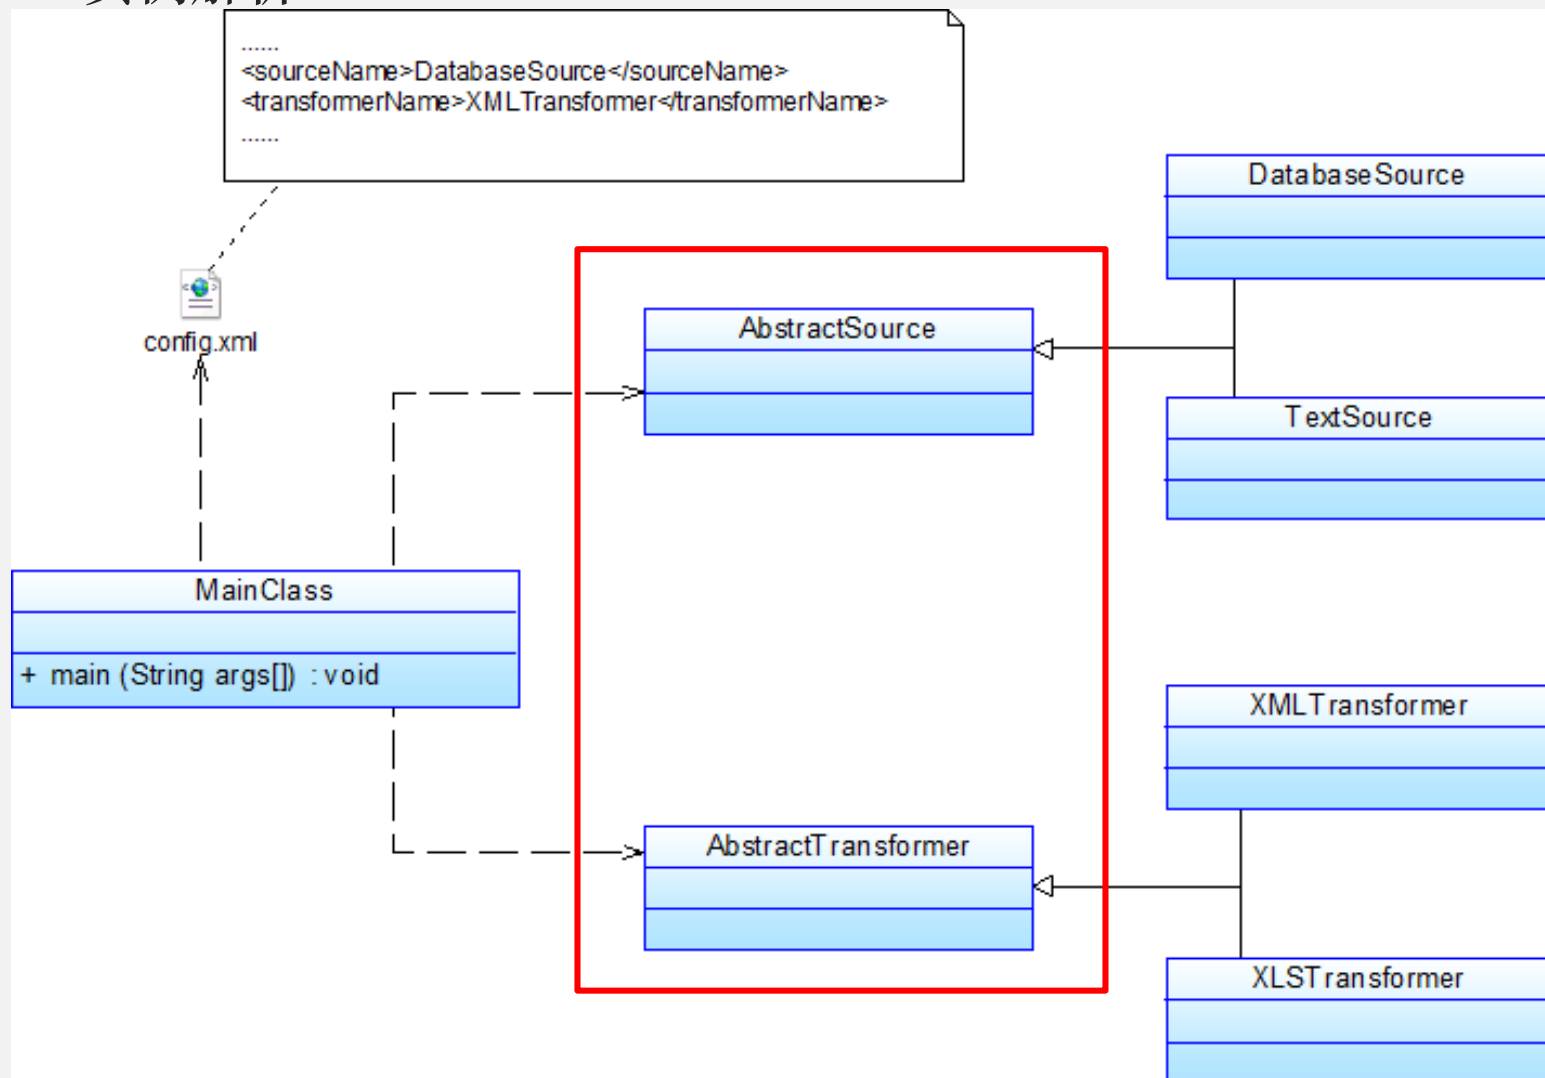 ......
<sourceName>DatabaseSource</sourceName>
<transformerName>XMLTransformer</transformerName>
......
DatabaseSource
config.xml
AbstractSource
TextSource
MainClass
+ main (String args[]) : void
XMLTransformer
AbstractTransformer
XLSTransformer